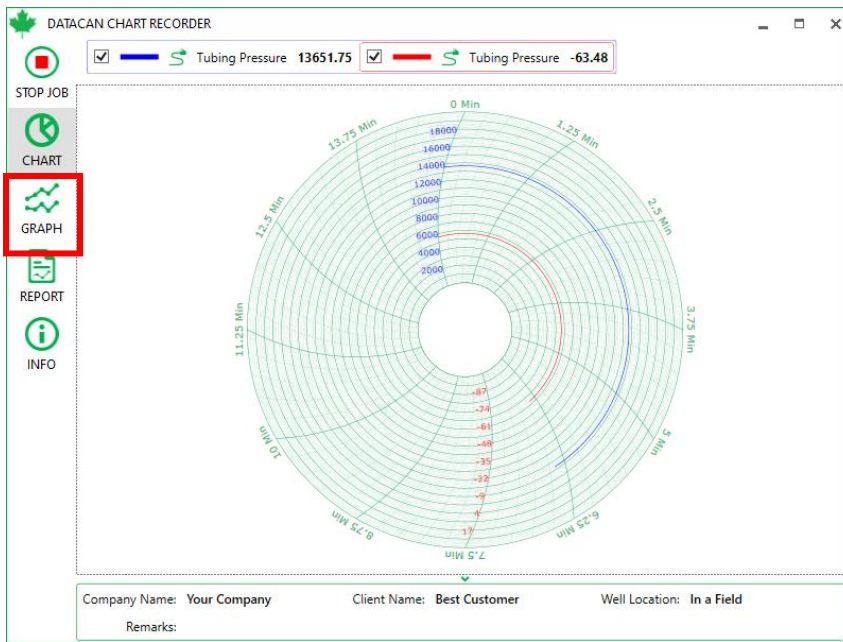 DATACAN CHART RECORDER
Tubing Pressure 13651.75
Tubing Pressure -63.48
STOP JOB
CHART
GRAPH
REPORT
INFO
0 Min
1.25 Min
2.5 Min
3.75 Min
5 Min
6.25 Min
7.5 Min
8.75 Min
10 Min
11.25 Min
12.5 Min
13.75 Min
18000
16000
14000
12000
10000
8000
6000
4000
2000
-87
-74
-61
-48
-35
-22
-9
4
17
Company Name: Your Company Client Name: Best Customer Well Location: In a Field
Remarks: